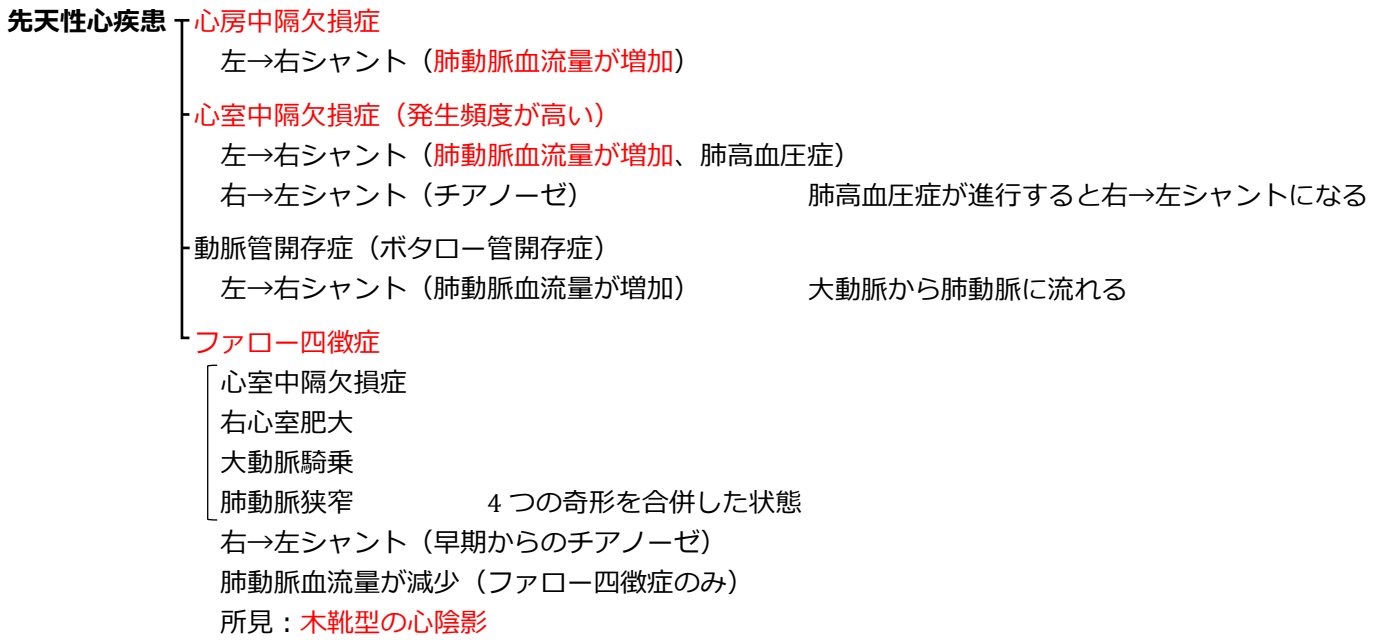 先天性心疾患 心房中隔欠損症
左→右シャント（肺動脈血流量が増加）
心室中隔欠損症（発生頻度が高い）
左→右シャント（肺動脈血流量が増加、肺高血圧症）
右→左シャント（チアノーゼ） 肺高血圧症が進行すると右→左シャントになる
動脈管開存症（ボタロー管開存症）
左→右シャント（肺動脈血流量が増加） 大動脈から肺動脈に流れる
ファロー四徴症
心室中隔欠損症
右心室肥大
大動脈騎乗
肺動脈狭窄 4つの奇形を合併した状態
右→左シャント（早期からのチアノーゼ）
肺動脈血流量が減少（ファロー四徴症のみ）
所見：木靴型の心陰影